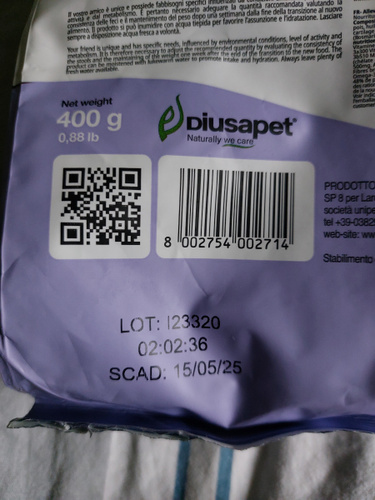 Il vostro amico è unico e possiede fabbisogni specifici
attività e dal metabolismo. È pertanto necessario adeguare la quantità raccomandata valutando la
consistenza delle feci e il mantenimento del peso dopo una settimana dalla fine della transizione al nuovo
alimento. Il prodotto si può inumidire con acqua tiepida per favorire l'assunzione e l'idratazione. Lasciare
sempre a disposizione acqua fresca a volontà.
Your friend is unique and has specific needs, influenced by environmental conditions, level of activity and
metabolism. It is therefore necessary to adjust the recommended quantity by evaluating the consistency of
the stools and the maintaining of the weight one week after the end of the transition to the new food. The
product can be moistened with warm water to promote intake and hydration. Always leave plenty of
fresh water available.
Net weight
400 g
0,88 lb
Diusapet®
Naturally we care
8 002754 002714
PRODOTTO
SP 8 per Lan
società unipe
tel +39-0382
web-site: ww
Stabilimento
LOT: I23320
02:02:36
SCAD: 15/05/25